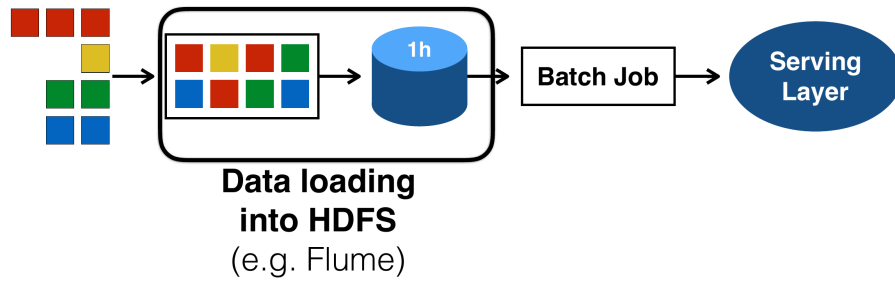 1h
Batch Job
Serving
Layer
Data loading
into HDFS
(e.g. Flume)